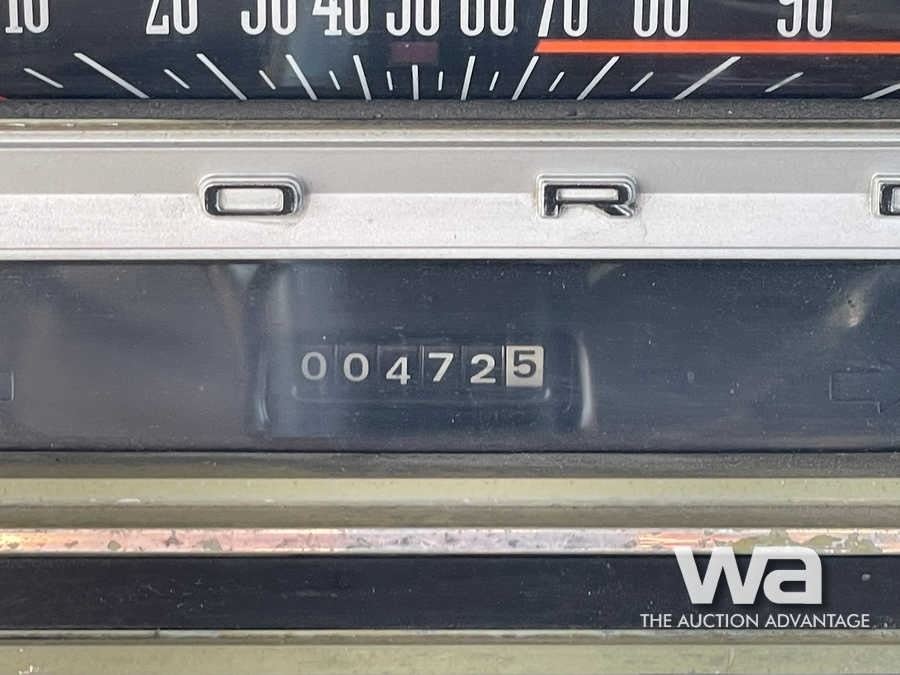 10 20 30 40 50 60 70 80 90
O R
004725
wa
THE AUCTION ADVANTAGE